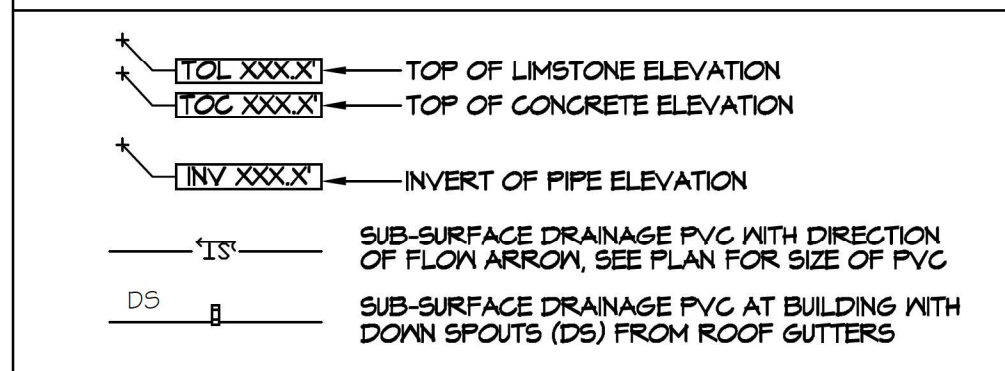 TOL XXX.X' TOP OF LIMSTONE ELEVATION
TOC XXX.X' TOP OF CONCRETE ELEVATION
INV XXX.X' INVERT OF PIPE ELEVATION
SUB-SURFACE DRAINAGE PVC WITH DIRECTION
OF FLOW ARROW, SEE PLAN FOR SIZE OF PVC
DS
SUB-SURFACE DRAINAGE PVC AT BUILDING WITH
DOWN SPOUTS (DS) FROM ROOF GUTTERS